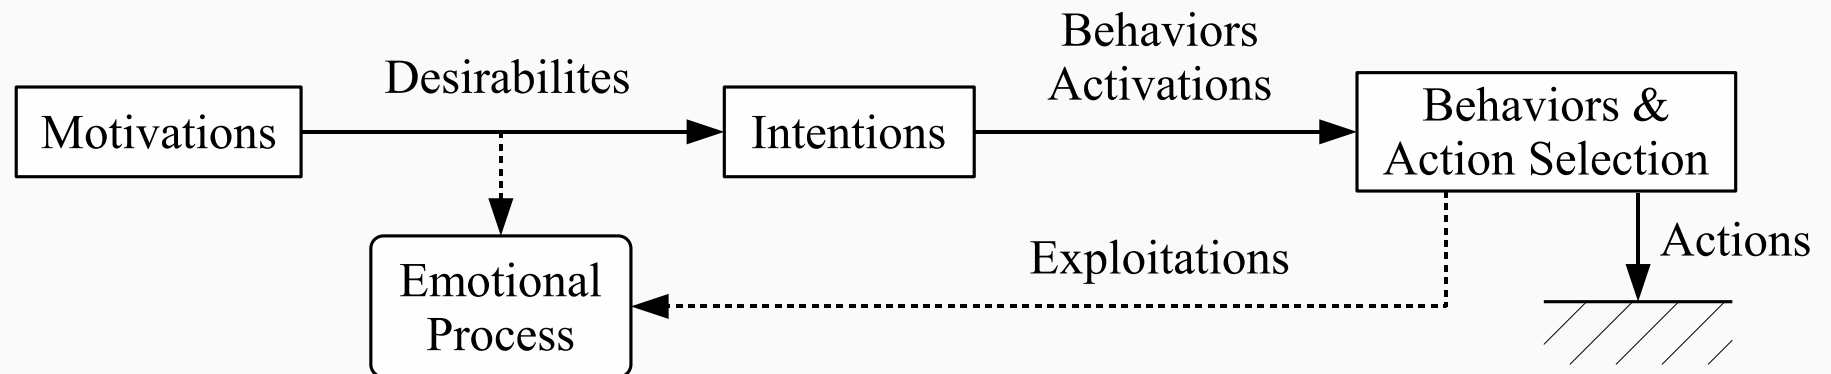 Behaviors
Activations
Desirabilites
Motivations
Intentions
Behaviors &
Action Selection
Exploitations
Actions
Emotional
Process